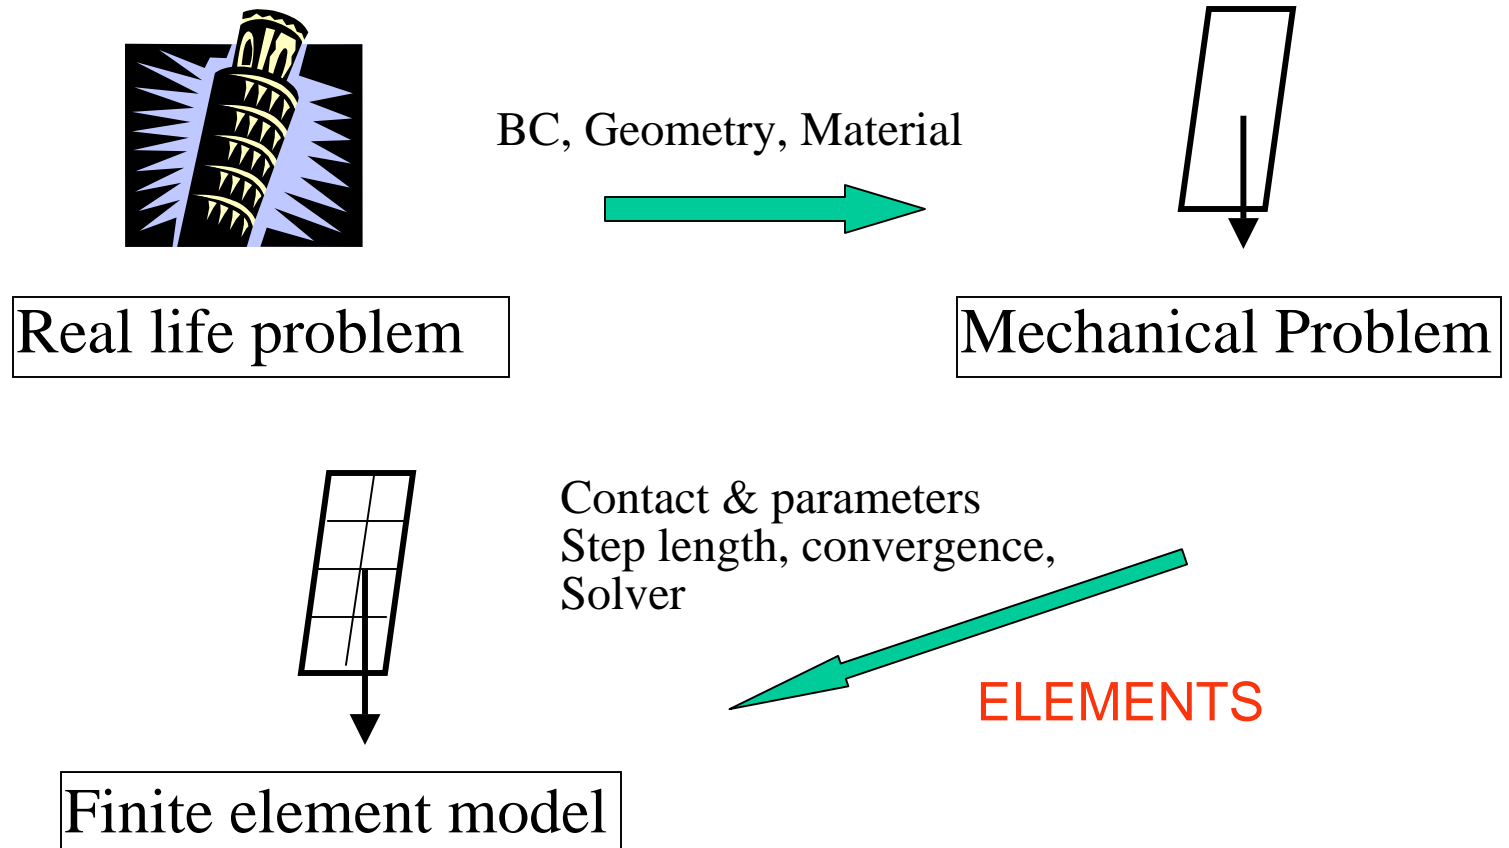 BC, Geometry, Material
Real life problem
Mechanical Problem
Contact & parameters
Step length, convergence,
Solver
ELEMENTS
Finite element model